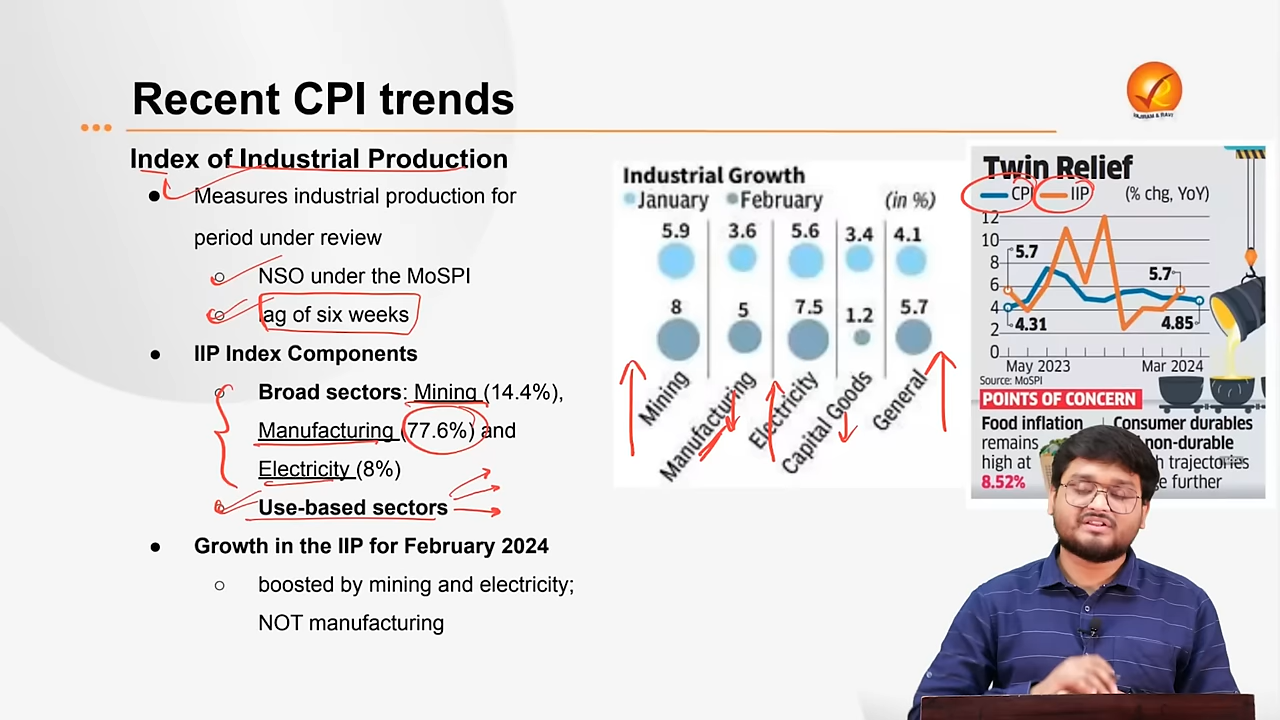 Recent CPI trends
VAJIRAM & RAVI
Index of Industrial Production
● Measures industrial production for
period under review
○ NSO under the MoSPI
○ lag of six weeks
● IIP Index Components
○ Broad sectors: Mining (14.4%),
Manufacturing (77.6%) and
Electricity (8%)
○ Use-based sectors
● Growth in the IIP for February 2024
○ boosted by mining and electricity;
NOT manufacturing
Industrial Growth
January February (in %)
5.9 3.6 5.6 3.4 4.1
8 5 7.5 1.2 5.7
Mining Manufacturing Electricity Capital Goods General
Twin Relief
CPI IIP (% chg, YoY)
12
10
8
6
4
2
0
5.7
4.31
5.7
4.85
May 2023 Mar 2024
Source: MoSPI
POINTS OF CONCERN
Food inflation
remains
high at
8.52%
Consumer durables
non-durable
trajectories
further